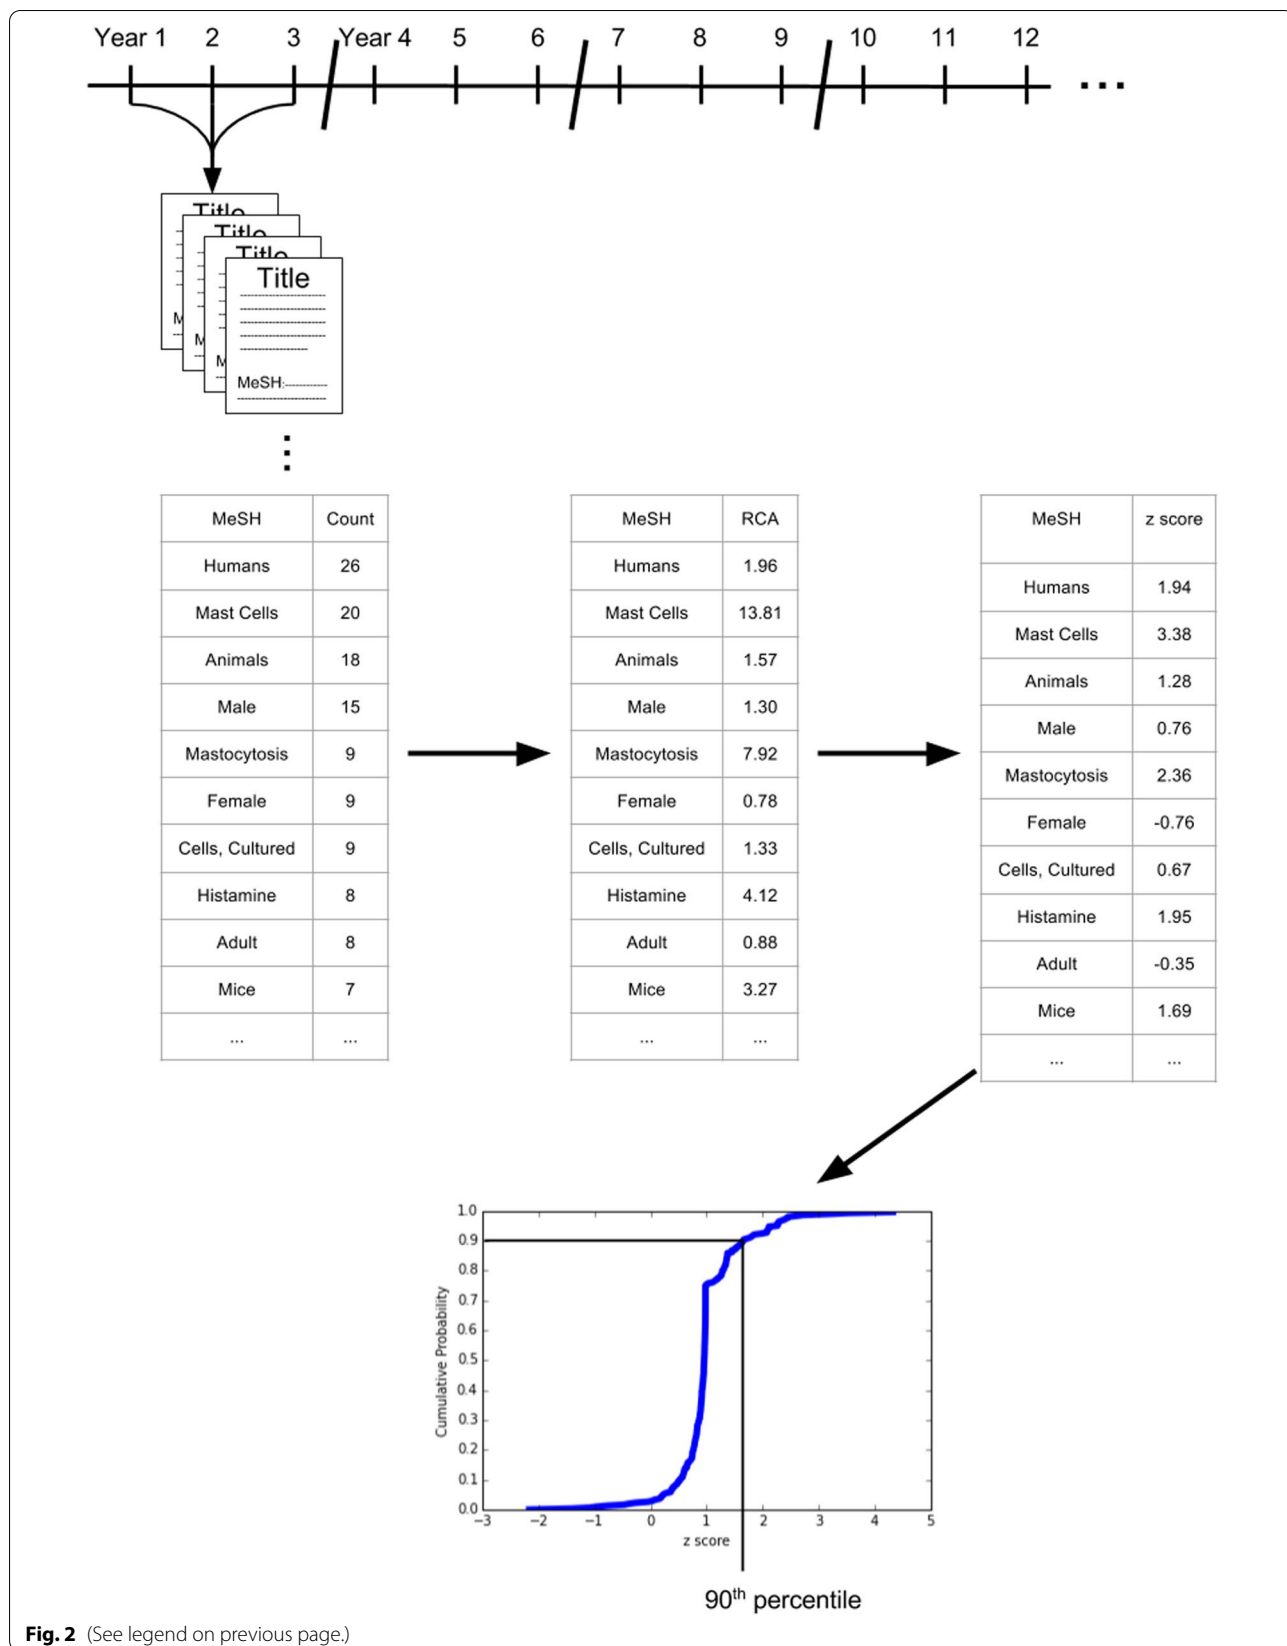 Year 1 2 3 Year 4 5 6 7 8 9 10 11 12 ...
Title
Title
Title
Title
M
M
M
MeSH:
MeSH Count
Humans 26
Mast Cells 20
Animals 18
Male 15
Mastocytosis 9
Female 9
Cells, Cultured 9
Histamine 8
Adult 8
Mice 7
... ...
MeSH RCA
Humans 1.96
Mast Cells 13.81
Animals 1.57
Male 1.30
Mastocytosis 7.92
Female 0.78
Cells, Cultured 1.33
Histamine 4.12
Adult 0.88
Mice 3.27
... ...
MeSH z score
Humans 1.94
Mast Cells 3.38
Animals 1.28
Male 0.76
Mastocytosis 2.36
Female -0.76
Cells, Cultured 0.67
Histamine 1.95
Adult -0.35
Mice 1.69
... ...
Cumulative Probability
1.0
0.9
0.8
0.7
0.6
0.5
0.4
0.3
0.2
0.1
0.0
−3 −2 −1 0 1 2 3 4 5
z score
90th percentile
Fig. 2 (See legend on previous page.)